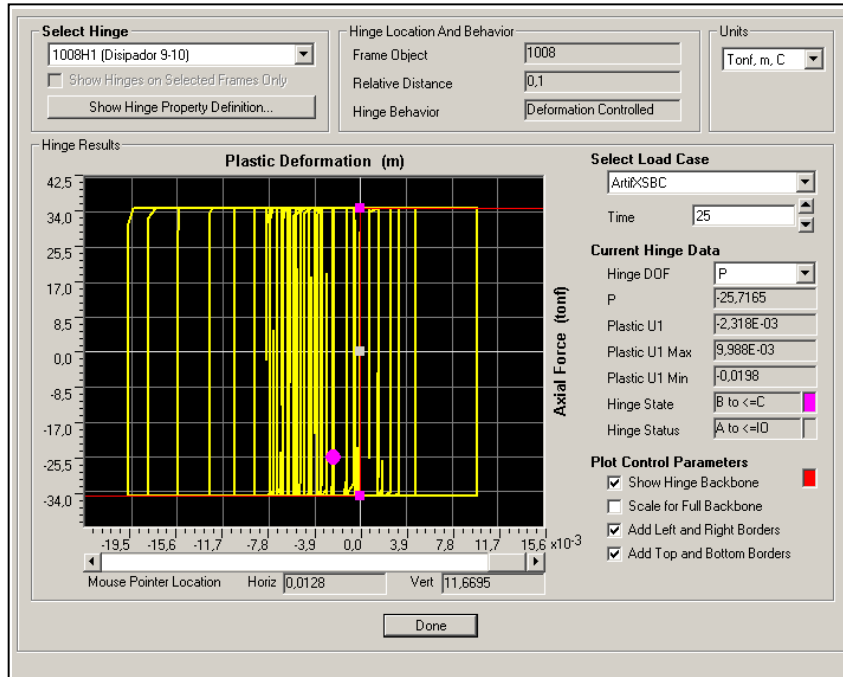 Select Hinge
1008H1 (Disipador 9-10)
Show Hinges on Selected Frames Only
Show Hinge Property Definition...
Hinge Location And Behavior
Frame Object 1008
Relative Distance 0,1
Hinge Behavior Deformation Controlled
Units
Tonf, m, C
Hinge Results
Plastic Deformation (m)
42,5
34,0
25,5
17,0
8,5
0,0
-8,5
-17,0
-25,5
-34,0
-19,5 -15,6 -11,7 -7,8 -3,9 0,0 3,9 7,8 11,7 15,6 x10 -3
Axial Force (tonf)
Mouse Pointer Location Horiz 0,0128 Vert 11,6695
Select Load Case
ArtifXSBC
Time 25
Current Hinge Data
Hinge DOF P
P -25,7165
Plastic U1 -2,318E-03
Plastic U1 Max 9,988E-03
Plastic U1 Min -0,0198
Hinge State B to <=C
Hinge Status A to <=IO
Plot Control Parameters
Show Hinge Backbone
Scale for Full Backbone
Add Left and Right Borders
Add Top and Bottom Borders
Done